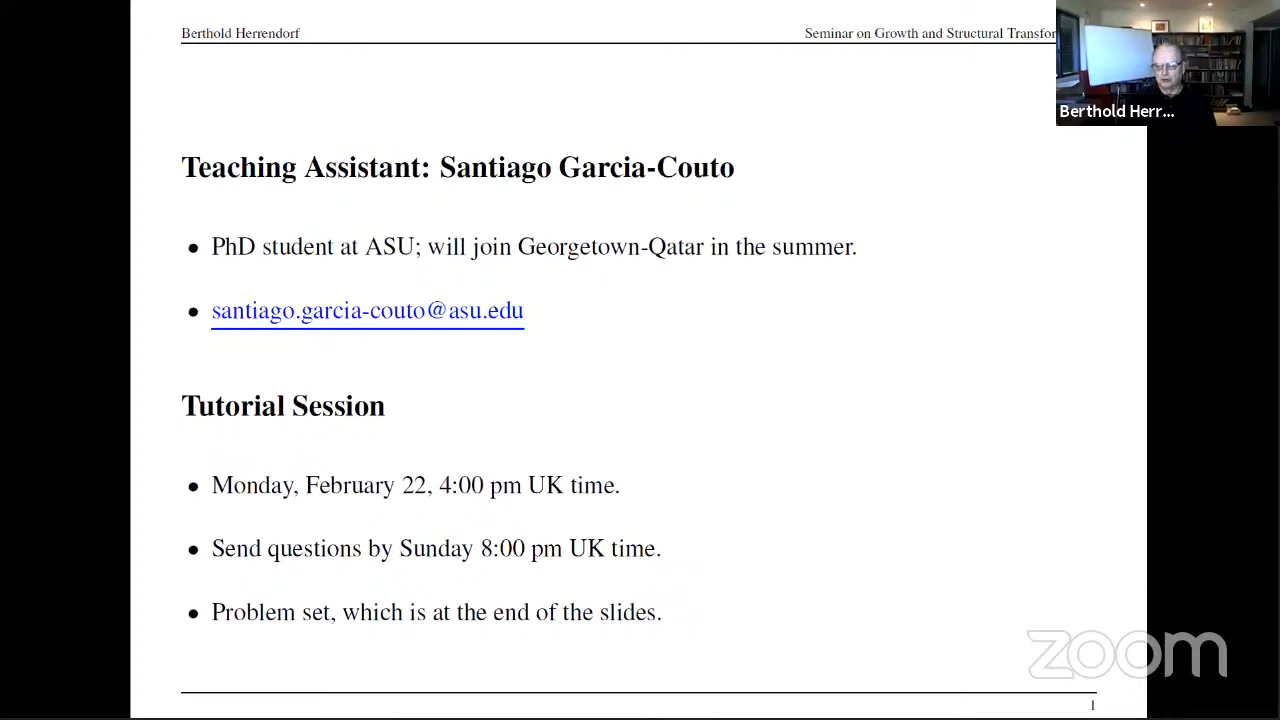 Berthold Herrendorf
Seminar on Growth and Structural Transfor
Berthold Herr...
Teaching Assistant: Santiago Garcia-Couto
• PhD student at ASU; will join Georgetown-Qatar in the summer.
• santiago.garcia-couto@asu.edu
Tutorial Session
• Monday, February 22, 4:00 pm UK time.
• Send questions by Sunday 8:00 pm UK time.
• Problem set, which is at the end of the slides.
zoom
1